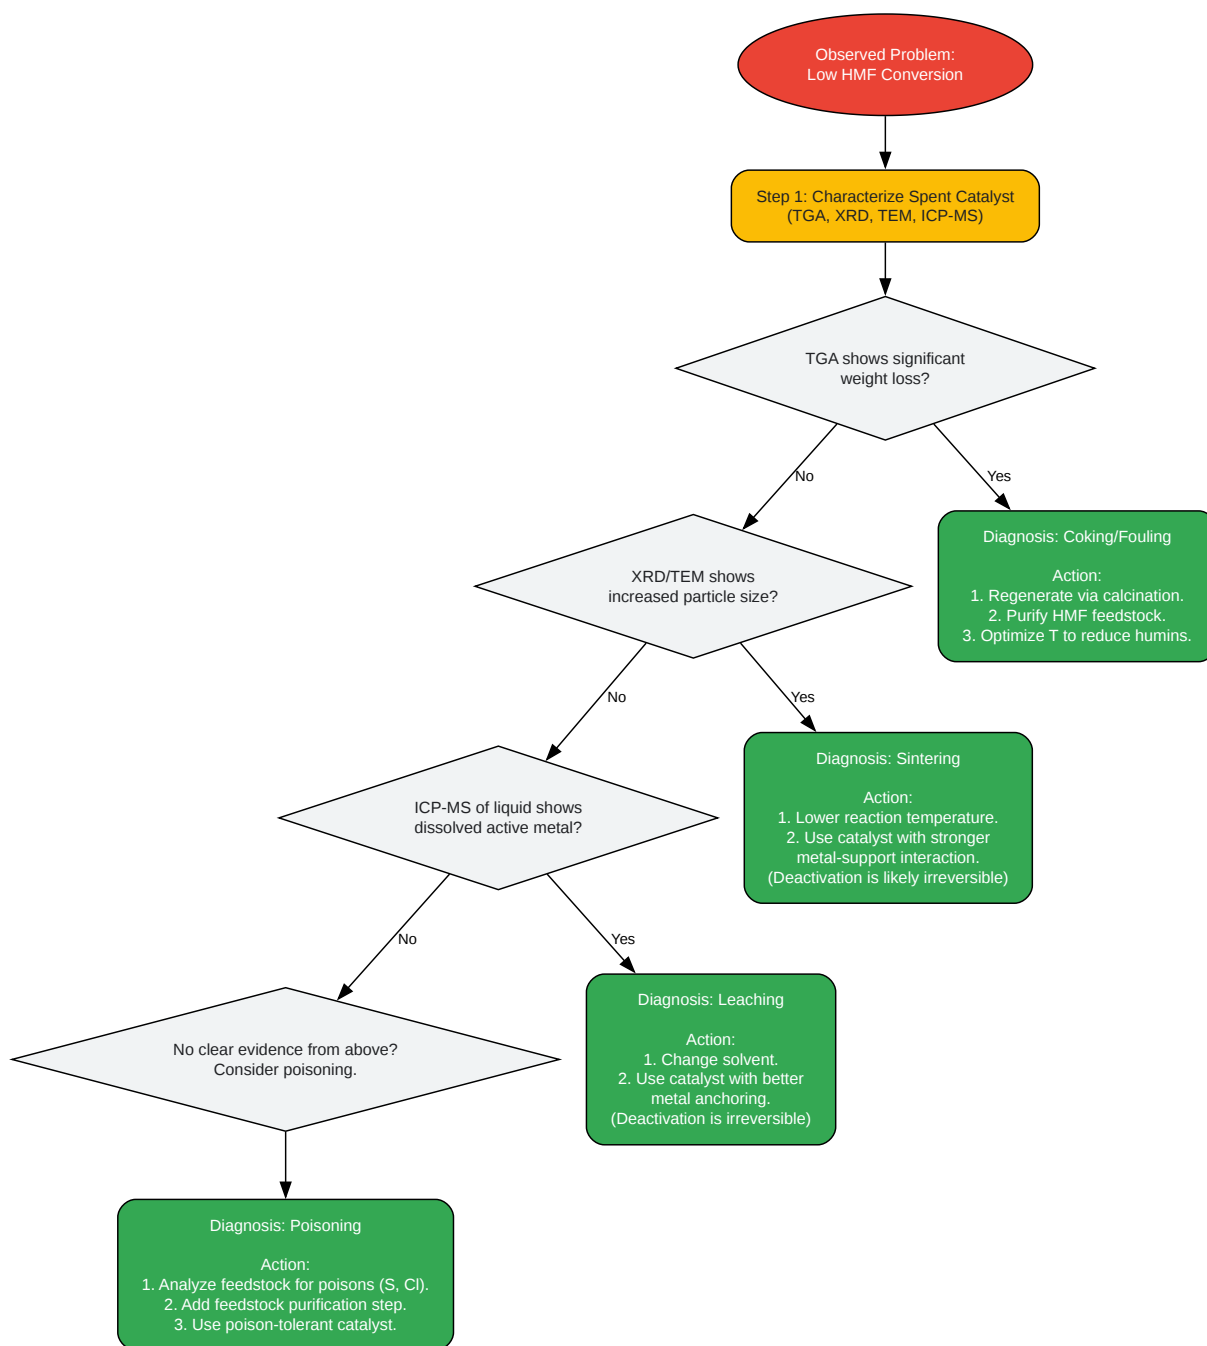 Observed Problem:
Low HMF Conversion
Step 1: Characterize Spent Catalyst
(TGA, XRD, TEM, ICP-MS)
TGA shows significant
weight loss?
No
Yes
XRD/TEM shows
increased particle size?
Diagnosis: Coking/Fouling
Action:
1. Regenerate via calcination.
2. Purify HMF feedstock.
3. Optimize T to reduce humins.
No
Yes
ICP-MS of liquid shows
dissolved active metal?
Diagnosis: Sintering
Action:
1. Lower reaction temperature.
2. Use catalyst with stronger
metal-support interaction.
(Deactivation is likely irreversible)
No
Yes
No clear evidence from above?
Consider poisoning.
Diagnosis: Leaching
Action:
1. Change solvent.
2. Use catalyst with better
metal anchoring.
(Deactivation is irreversible)
Diagnosis: Poisoning
Action:
1. Analyze feedstock for poisons (S, Cl).
2. Add feedstock purification step.
3. Use poison-tolerant catalyst.